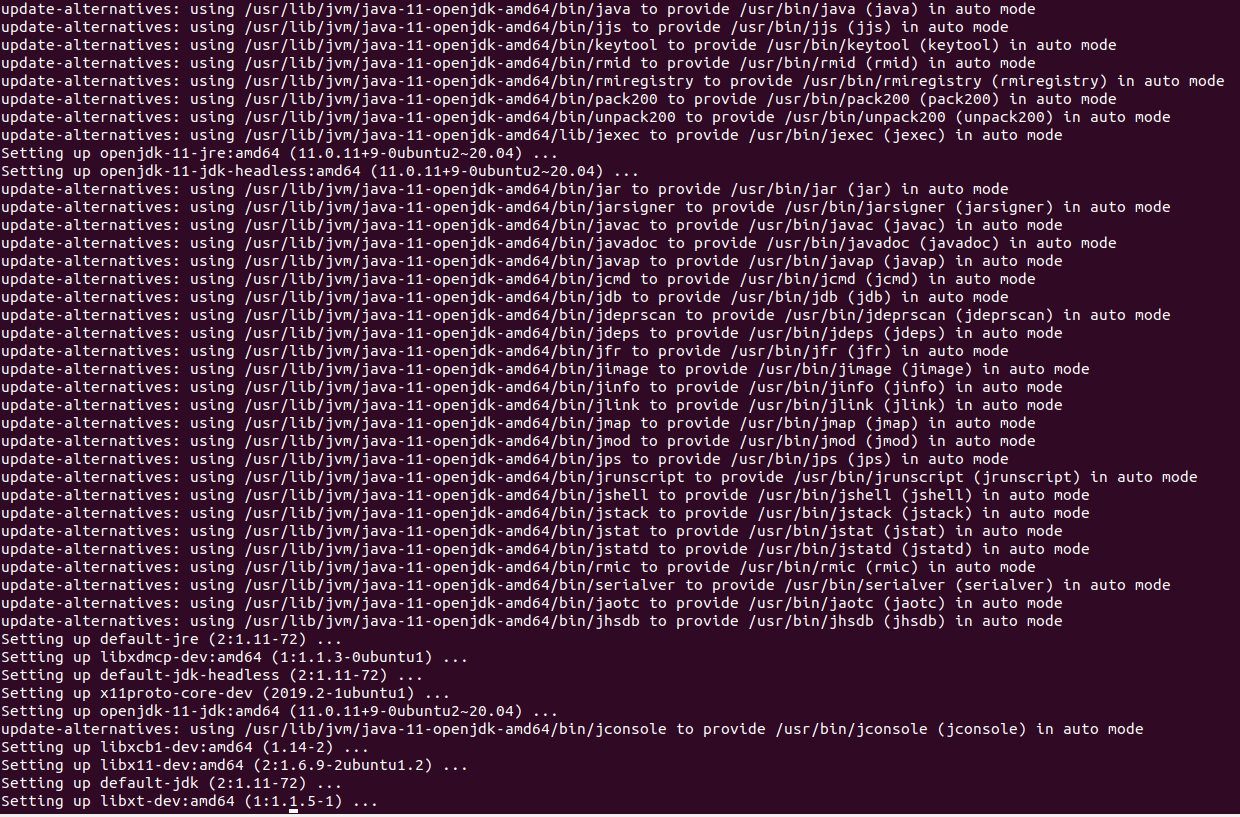 update-alternatives: using /usr/lib/jvm/java-11-openjdk-amd64/bin/java to provide /usr/bin/java (java) in auto mode
update-alternatives: using /usr/lib/jvm/java-11-openjdk-amd64/bin/jjs to provide /usr/bin/jjs (jjs) in auto mode
update-alternatives: using /usr/lib/jvm/java-11-openjdk-amd64/bin/keytool to provide /usr/bin/keytool (keytool) in auto mode
update-alternatives: using /usr/lib/jvm/java-11-openjdk-amd64/bin/rmid to provide /usr/bin/rmid (rmid) in auto mode
update-alternatives: using /usr/lib/jvm/java-11-openjdk-amd64/bin/rmiregistry to provide /usr/bin/rmiregistry (rmiregistry) in auto mode
update-alternatives: using /usr/lib/jvm/java-11-openjdk-amd64/bin/pack200 to provide /usr/bin/pack200 (pack200) in auto mode
update-alternatives: using /usr/lib/jvm/java-11-openjdk-amd64/bin/unpack200 to provide /usr/bin/unpack200 (unpack200) in auto mode
update-alternatives: using /usr/lib/jvm/java-11-openjdk-amd64/lib/jexec to provide /usr/bin/jexec (jexec) in auto mode
Setting up openjdk-11-jre:amd64 (11.0.11+9-0ubuntu2~20.04) ...
Setting up openjdk-11-jdk-headless:amd64 (11.0.11+9-0ubuntu2~20.04) ...
update-alternatives: using /usr/lib/jvm/java-11-openjdk-amd64/bin/jar to provide /usr/bin/jar (jar) in auto mode
update-alternatives: using /usr/lib/jvm/java-11-openjdk-amd64/bin/jarsigner to provide /usr/bin/jarsigner (jarsigner) in auto mode
update-alternatives: using /usr/lib/jvm/java-11-openjdk-amd64/bin/javac to provide /usr/bin/javac (javac) in auto mode
update-alternatives: using /usr/lib/jvm/java-11-openjdk-amd64/bin/javadoc to provide /usr/bin/javadoc (javadoc) in auto mode
update-alternatives: using /usr/lib/jvm/java-11-openjdk-amd64/bin/javap to provide /usr/bin/javap (javap) in auto mode
update-alternatives: using /usr/lib/jvm/java-11-openjdk-amd64/bin/jcmd to provide /usr/bin/jcmd (jcmd) in auto mode
update-alternatives: using /usr/lib/jvm/java-11-openjdk-amd64/bin/jdb to provide /usr/bin/jdb (jdb) in auto mode
update-alternatives: using /usr/lib/jvm/java-11-openjdk-amd64/bin/jdeprscan to provide /usr/bin/jdeprscan (jdeprscan) in auto mode
update-alternatives: using /usr/lib/jvm/java-11-openjdk-amd64/bin/jdeps to provide /usr/bin/jdeps (jdeps) in auto mode
update-alternatives: using /usr/lib/jvm/java-11-openjdk-amd64/bin/jfr to provide /usr/bin/jfr (jfr) in auto mode
update-alternatives: using /usr/lib/jvm/java-11-openjdk-amd64/bin/jimage to provide /usr/bin/jimage (jimage) in auto mode
update-alternatives: using /usr/lib/jvm/java-11-openjdk-amd64/bin/jinfo to provide /usr/bin/jinfo (jinfo) in auto mode
update-alternatives: using /usr/lib/jvm/java-11-openjdk-amd64/bin/jlink to provide /usr/bin/jlink (jlink) in auto mode
update-alternatives: using /usr/lib/jvm/java-11-openjdk-amd64/bin/jmap to provide /usr/bin/jmap (jmap) in auto mode
update-alternatives: using /usr/lib/jvm/java-11-openjdk-amd64/bin/jmod to provide /usr/bin/jmod (jmod) in auto mode
update-alternatives: using /usr/lib/jvm/java-11-openjdk-amd64/bin/jps to provide /usr/bin/jps (jps) in auto mode
update-alternatives: using /usr/lib/jvm/java-11-openjdk-amd64/bin/jrunscript to provide /usr/bin/jrunscript (jrunscript) in auto mode
update-alternatives: using /usr/lib/jvm/java-11-openjdk-amd64/bin/jshell to provide /usr/bin/jshell (jshell) in auto mode
update-alternatives: using /usr/lib/jvm/java-11-openjdk-amd64/bin/jstack to provide /usr/bin/jstack (jstack) in auto mode
update-alternatives: using /usr/lib/jvm/java-11-openjdk-amd64/bin/jstat to provide /usr/bin/jstat (jstat) in auto mode
update-alternatives: using /usr/lib/jvm/java-11-openjdk-amd64/bin/jstatd to provide /usr/bin/jstatd (jstatd) in auto mode
update-alternatives: using /usr/lib/jvm/java-11-openjdk-amd64/bin/rmic to provide /usr/bin/rmic (rmic) in auto mode
update-alternatives: using /usr/lib/jvm/java-11-openjdk-amd64/bin/serialver to provide /usr/bin/serialver (serialver) in auto mode
update-alternatives: using /usr/lib/jvm/java-11-openjdk-amd64/bin/jaotc to provide /usr/bin/jaotc (jaotc) in auto mode
update-alternatives: using /usr/lib/jvm/java-11-openjdk-amd64/bin/jhsdb to provide /usr/bin/jhsdb (jhsdb) in auto mode
Setting up default-jre (2:1.11-72) ...
Setting up libxdmcp-dev:amd64 (1:1.1.3-0ubuntu1) ...
Setting up default-jdk-headless (2:1.11-72) ...
Setting up x11proto-core-dev (2019.2-1ubuntu1) ...
Setting up openjdk-11-jdk:amd64 (11.0.11+9-0ubuntu2~20.04) ...
update-alternatives: using /usr/lib/jvm/java-11-openjdk-amd64/bin/jconsole to provide /usr/bin/jconsole (jconsole) in auto mode
Setting up libxcb1-dev:amd64 (1.14-2) ...
Setting up libx11-dev:amd64 (2:1.6.9-2ubuntu1.2) ...
Setting up default-jdk (2:1.11-72) ...
Setting up libxt-dev:amd64 (1:1.1.5-1) ...